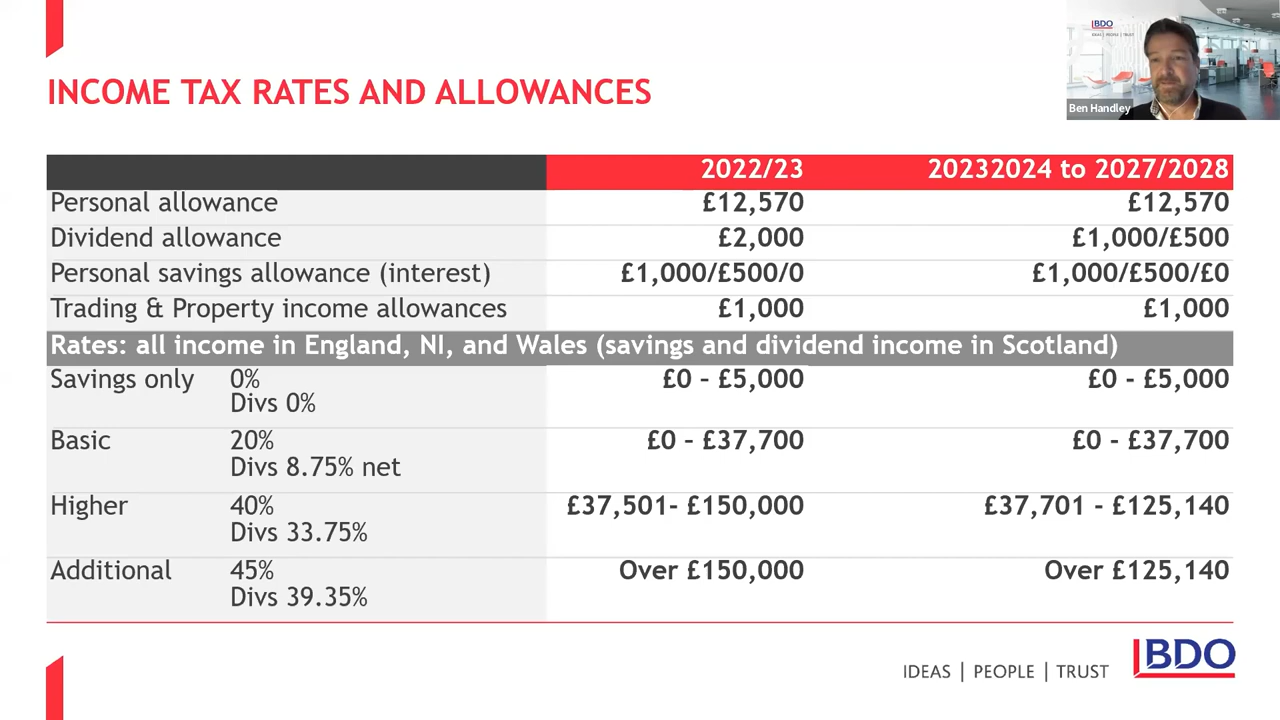 BDO
IDEAS | PEOPLE | TRUST
Ben Handley
INCOME TAX RATES AND ALLOWANCES
2022/23 20232024 to 2027/2028
Personal allowance £12,570 £12,570
Dividend allowance £2,000 £1,000/£500
Personal savings allowance (interest) £1,000/£500/0 £1,000/£500/£0
Trading & Property income allowances £1,000 £1,000
Rates: all income in England, NI, and Wales (savings and dividend income in Scotland)
Savings only 0% £0 – £5,000 £0 - £5,000
Divs 0%
Basic 20% £0 – £37,700 £0 - £37,700
Divs 8.75% net
Higher 40% £37,501- £150,000 £37,701 - £125,140
Divs 33.75%
Additional 45% Over £150,000 Over £125,140
Divs 39.35%
IDEAS | PEOPLE | TRUST BDO